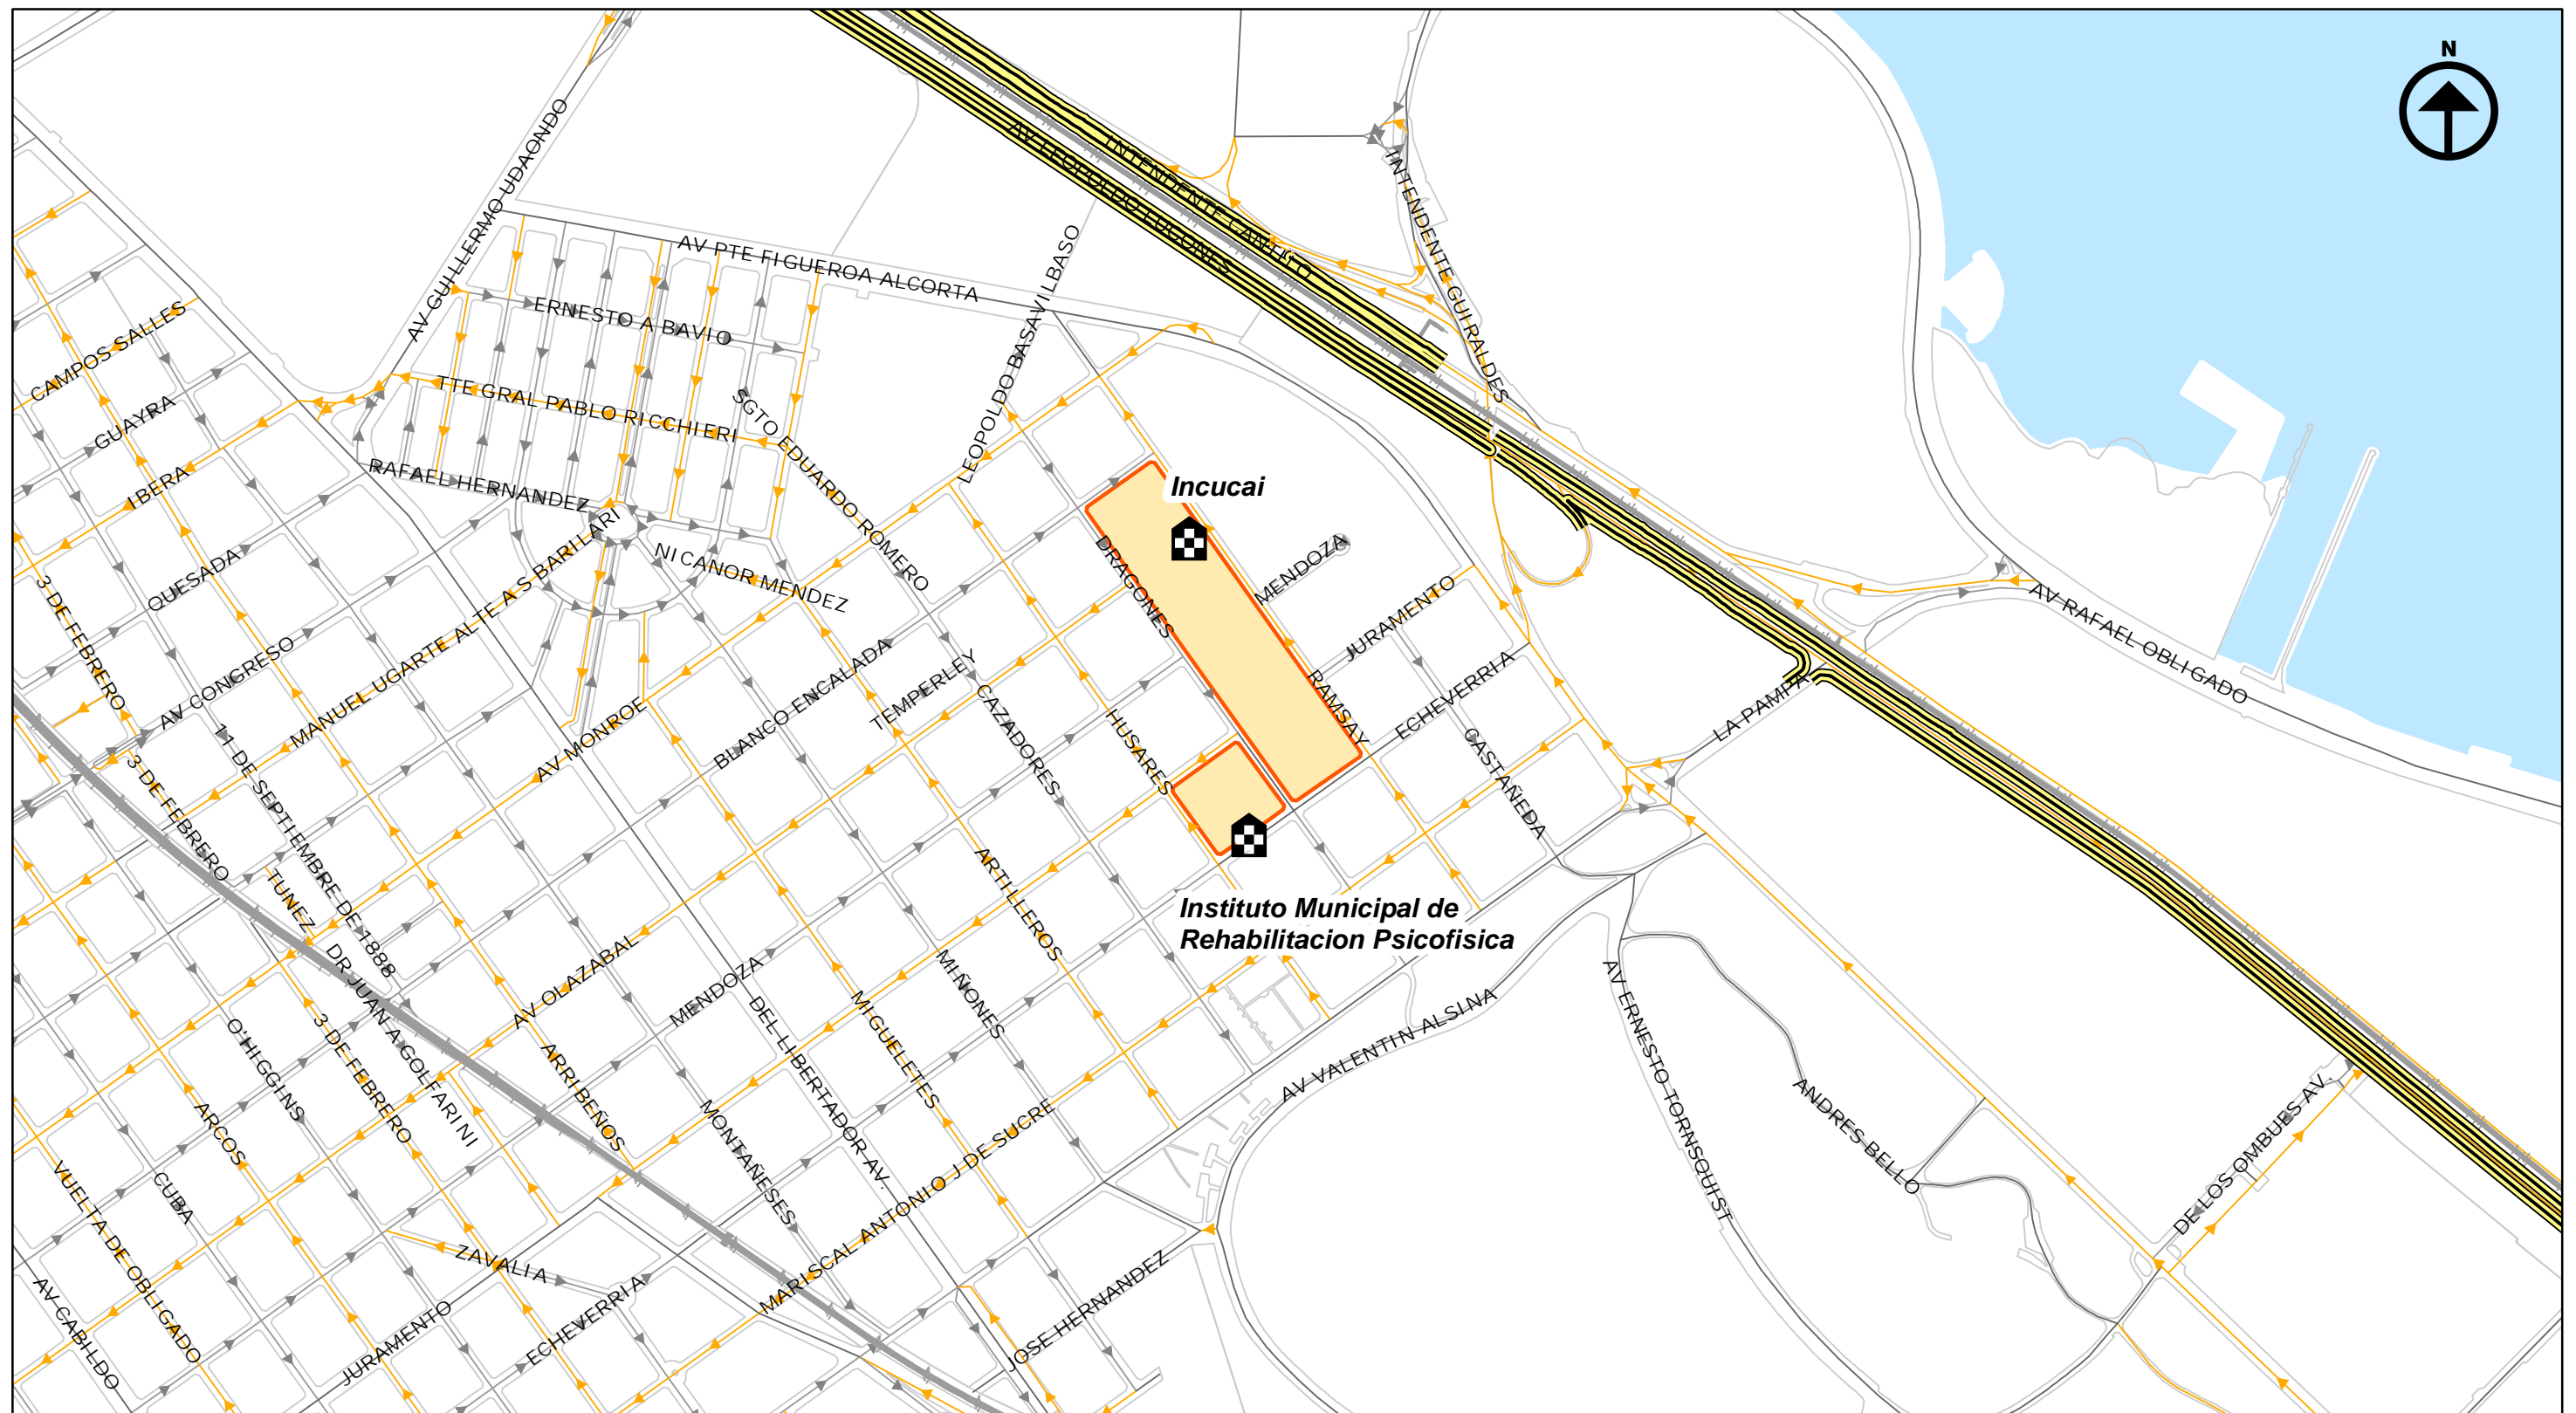 N
AV GUILLERMO UDAONDO
AV LEOPOLDO LUGONES
INTENDENTE CANTILO
INTENDENTE GUIRALDES
AV PTE FIGUEROA ALCORTA
LEOPOLDO BASAVILBASO
ERNESTO A BAVIO
CAMPOS SALLES
GUAYRA
TTE GRAL PABLO RICCHIERI
SGTO EDUARDO ROMERO
IBERA
RAFAEL HERNANDEZ
Incucai
QUESADA
NICANOR MENDEZ
DRAGONES
MENDOZA
3 DE FEBRERO
MANUEL UGARTE ALTE A S BARILARI
JURAMENTO
AV RAFAEL OBLIGADO
AV CONGRESO
BLANCO ENCALADA
TEMPERLEY
CAZADORES
HUSARES
RAMSAY
ECHEVERRIA
LA PAMPA
AV MONROE
11 DE SEPTIEMBRE DE 1888
3 DE FEBRERO
CASTAÑEDA
TUNEZ
ARTILLEROS
Instituto Municipal de
Rehabilitacion Psicofisica
AV OLAZABAL
MENDOZA
MIÑONES
DR JUAN A GOLFARINI
O'HIGGINS
3 DE FEBRERO
DEL LIBERTADOR AV.
MIGUELETES
AV VALENTIN ALSINA
AV ERNESTO TORNSQUIST
ARRIBEÑOS
ARCOS
MONTAÑESES
MARISCAL ANTONIO J DE SUCRE
ANDRES BELLO
DE LOS OMBUES AV.
VUELTA DE OBLIGADO
CUBA
ZAVALIA
AV CABILDO
JURAMENTO
ECHEVERRIA
JOSE HERNANDEZ